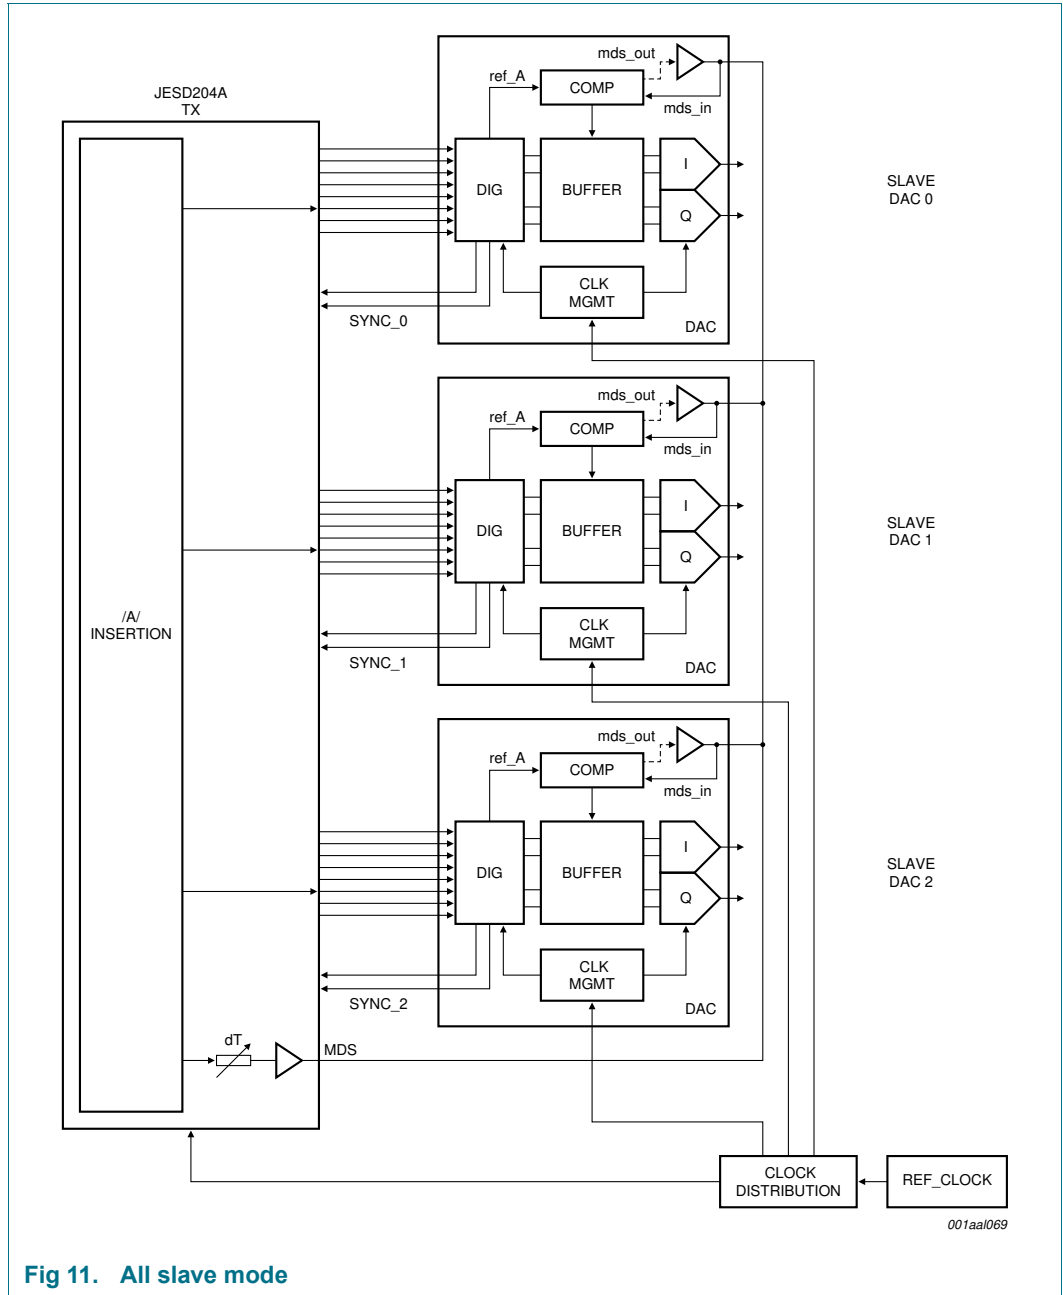 JESD204A
TX
/A/
INSERTION
mds_out
ref_A
COMP
mds_in
DIG
BUFFER
I
Q
CLK
MGMT
SYNC_0
DAC
SLAVE
DAC 0
mds_out
ref_A
COMP
mds_in
DIG
BUFFER
I
Q
CLK
MGMT
SYNC_1
DAC
SLAVE
DAC 1
mds_out
ref_A
COMP
mds_in
DIG
BUFFER
I
Q
CLK
MGMT
SYNC_2
DAC
SLAVE
DAC 2
dT
MDS
CLOCK
DISTRIBUTION
REF_CLOCK
001aal069
Fig 11. All slave mode